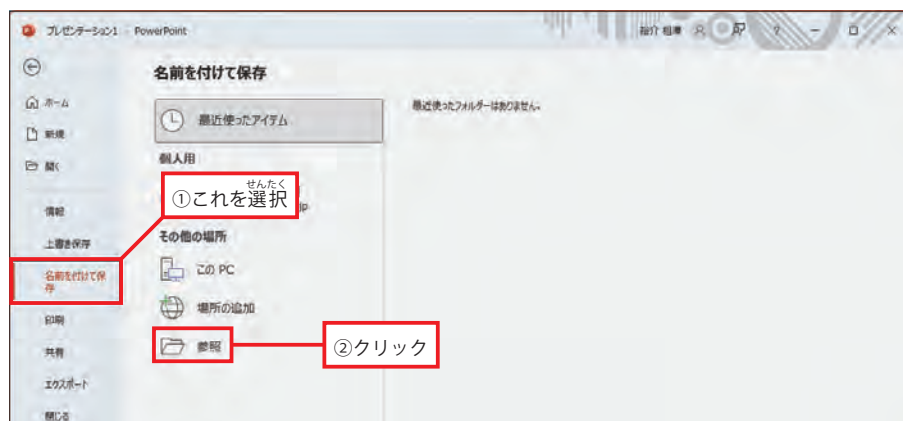 プレゼンテーション1 - PowerPoint
?
名前を付けて保存
ホーム
新規
開く
情報
上書き保存
名前を付けて保
存
印刷
共有
エクスポート
閉じる
最近使ったアイテム
個人用
その他の場所
この PC
場所の追加
参照
最近使ったフォルダーはありません。
せんたく
①これを選択
②クリック